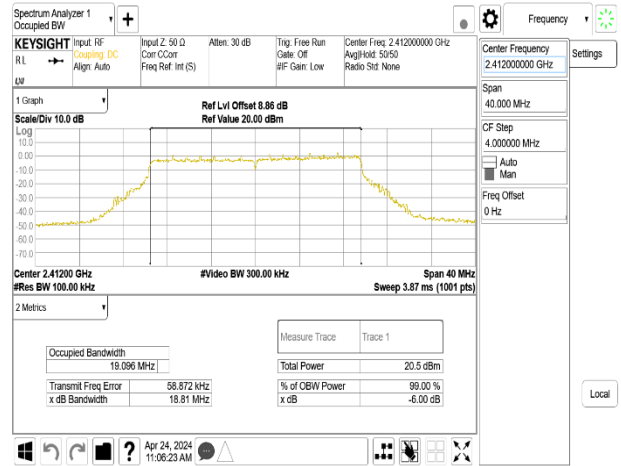 Spectrum Analyzer 1
Occupied BW
Frequency
KEYSIGHT
R L
Input: RF
Coupling: DC
Align: Auto
Input Z: 50 Ω
Corr CCorr
Freq Ref: Int (S)
Atten: 30 dB
Trig: Free Run
Gate: Off
#IF Gain: Low
Center Freq: 2.412000000 GHz
Avg|Hold: 50/50
Radio Std: None
Center Frequency
2.412000000 GHz
Settings
Span
40.000 MHz
CF Step
4.000000 MHz
Auto
Man
Freq Offset
0 Hz
Local
1 Graph
Scale/Div 10.0 dB
Ref Lvl Offset 8.86 dB
Ref Value 20.00 dBm
Log
10.0
0.00
-10.0
-20.0
-30.0
-40.0
-50.0
-60.0
-70.0
Center 2.41200 GHz
#Res BW 100.00 kHz
#Video BW 300.00 kHz
Span 40 MHz
Sweep 3.87 ms (1001 pts)
2 Metrics
Measure Trace
Trace 1
Occupied Bandwidth
19.096 MHz
Total Power
20.5 dBm
Transmit Freq Error
58.872 kHz
% of OBW Power
99.00 %
x dB Bandwidth
18.81 MHz
x dB
-6.00 dB
?
Apr 24, 2024
11:06:23 AM